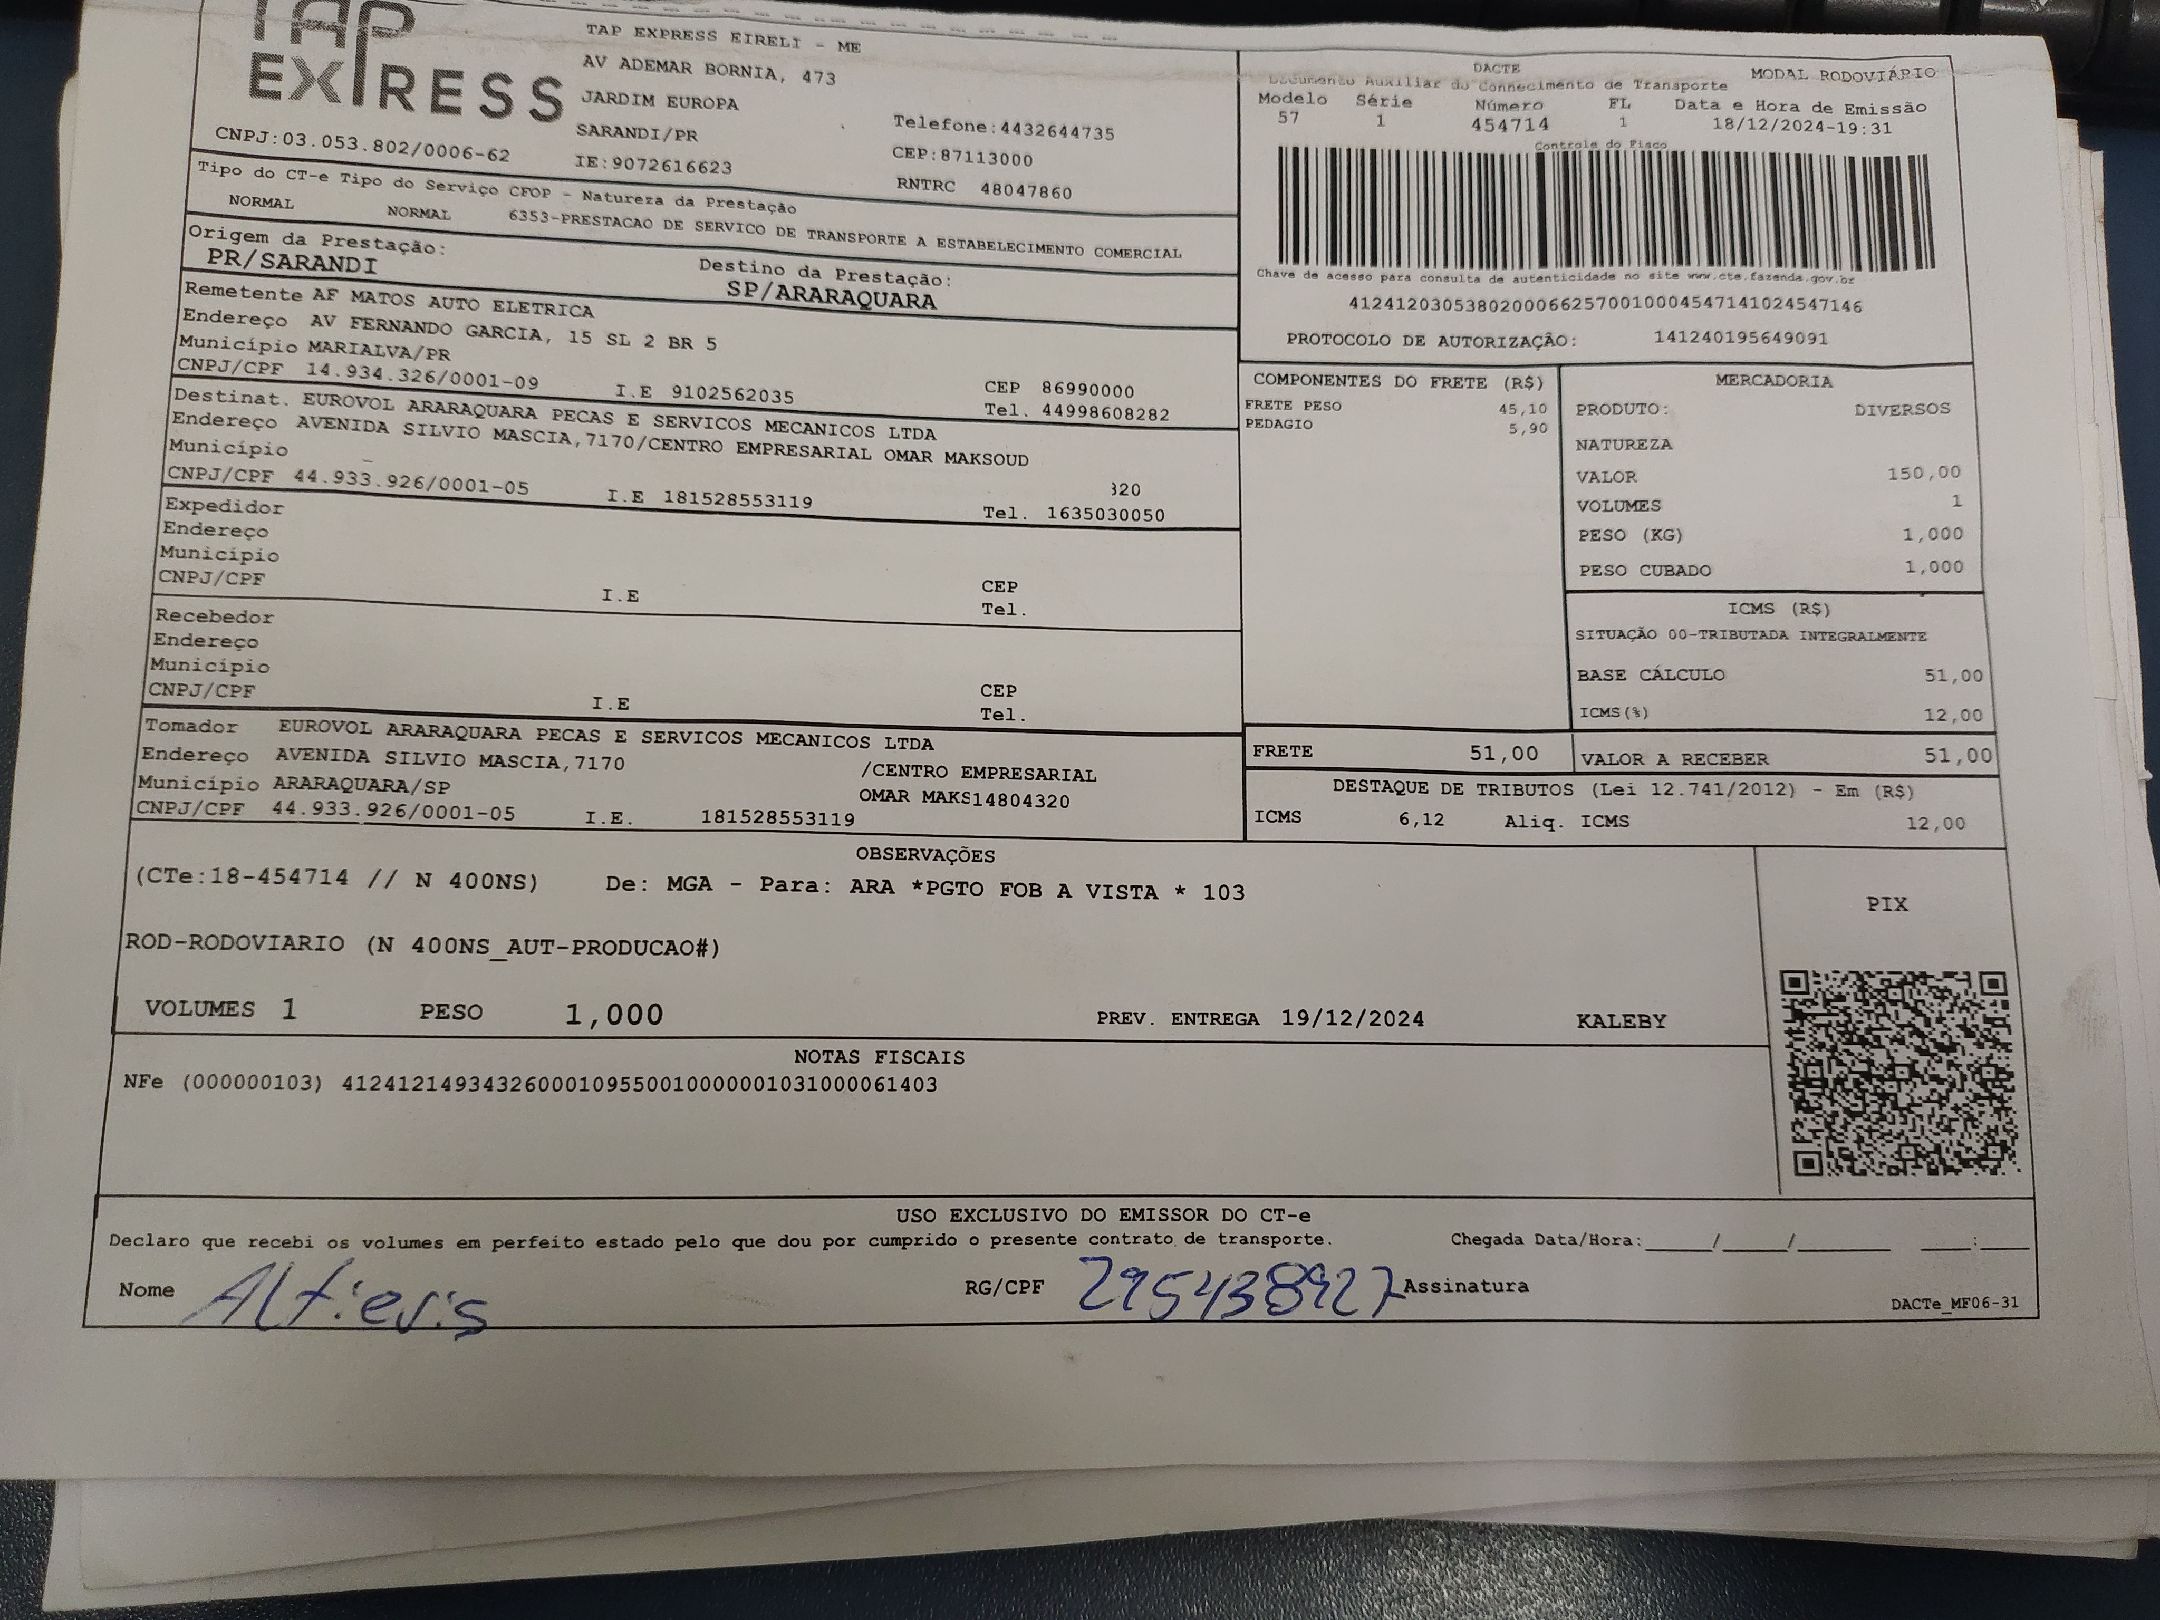 TAP
EXPRESS
CNPJ:03.053.802/0006-62
TAP EXPRESS EIRELI - ME
AV ADEMAR BORNIA, 473
JARDIM EUROPA
SARANDI/PR
IE:9072616623
Telefone:4432644735
CEP:87113000
RNTRC 48047860
DACTE
MODAL RODOVIÁRIO
Documento Auxiliar do Conhecimento de Transporte
Modelo Série Número FL Data e Hora de Emissão
57 1 454714 1 18/12/2024-19:31
Controle do Fisco
Chave de acesso para consulta de autenticidade no site www.cte.fazenda.gov.br
41241203053802000662570010004547141024547146
PROTOCOLO DE AUTORIZAÇÃO: 141240195649091
Tipo do CT-e Tipo do Serviço CFOP - Natureza da Prestação
NORMAL NORMAL 6353-PRESTACAO DE SERVICO DE TRANSPORTE A ESTABELECIMENTO COMERCIAL
Origem da Prestação:
PR/SARANDI
Destino da Prestação:
SP/ARARAQUARA
Remetente AF MATOS AUTO ELETRICA
Endereço AV FERNANDO GARCIA, 15 SL 2 BR 5
Município MARIALVA/PR CEP 86990000
CNPJ/CPF 14.934.326/0001-09 I.E 9102562035 Tel. 44998608282
Destinat. EUROVOL ARARAQUARA PECAS E SERVICOS MECANICOS LTDA
Endereço AVENIDA SILVIO MASCIA,7170/CENTRO EMPRESARIAL OMAR MAKSOUD
Município 320
CNPJ/CPF 44.933.926/0001-05 I.E 181528553119 Tel. 1635030050
Expedidor
Endereço
Município CEP
CNPJ/CPF I.E Tel.
Recebedor
Endereço
Município CEP
CNPJ/CPF I.E Tel.
Tomador EUROVOL ARARAQUARA PECAS E SERVICOS MECANICOS LTDA
Endereço AVENIDA SILVIO MASCIA,7170 /CENTRO EMPRESARIAL
Município ARARAQUARA/SP OMAR MAKS14804320
CNPJ/CPF 44.933.926/0001-05 I.E. 181528553119
COMPONENTES DO FRETE (R$)
FRETE PESO 45,10
PEDAGIO 5,90
MERCADORIA
PRODUTO: DIVERSOS
NATUREZA
VALOR 150,00
VOLUMES 1
PESO (KG) 1,000
PESO CUBADO 1,000
ICMS (R$)
SITUAÇÃO 00-TRIBUTADA INTEGRALMENTE
BASE CÁLCULO 51,00
ICMS(%) 12,00
FRETE 51,00 VALOR A RECEBER 51,00
DESTAQUE DE TRIBUTOS (Lei 12.741/2012) - Em (R$)
ICMS 6,12 Aliq. ICMS 12,00
OBSERVAÇÕES
(CTe:18-454714 // N 400NS) De: MGA - Para: ARA *PGTO FOB A VISTA * 103
ROD-RODOVIARIO (N 400NS_AUT-PRODUCAO#)
VOLUMES 1 PESO 1,000 PREV. ENTREGA 19/12/2024 KALEBY
PIX
NOTAS FISCAIS
NFe (000000103) 41241214934326000109550010000001031000061403
USO EXCLUSIVO DO EMISSOR DO CT-e
Declaro que recebi os volumes em perfeito estado pelo que dou por cumprido o presente contrato de transporte. Chegada Data/Hora:_____/_____/_______ ____:____
Nome Alfieris RG/CPF 295438927 Assinatura
DACTe_MF06-31